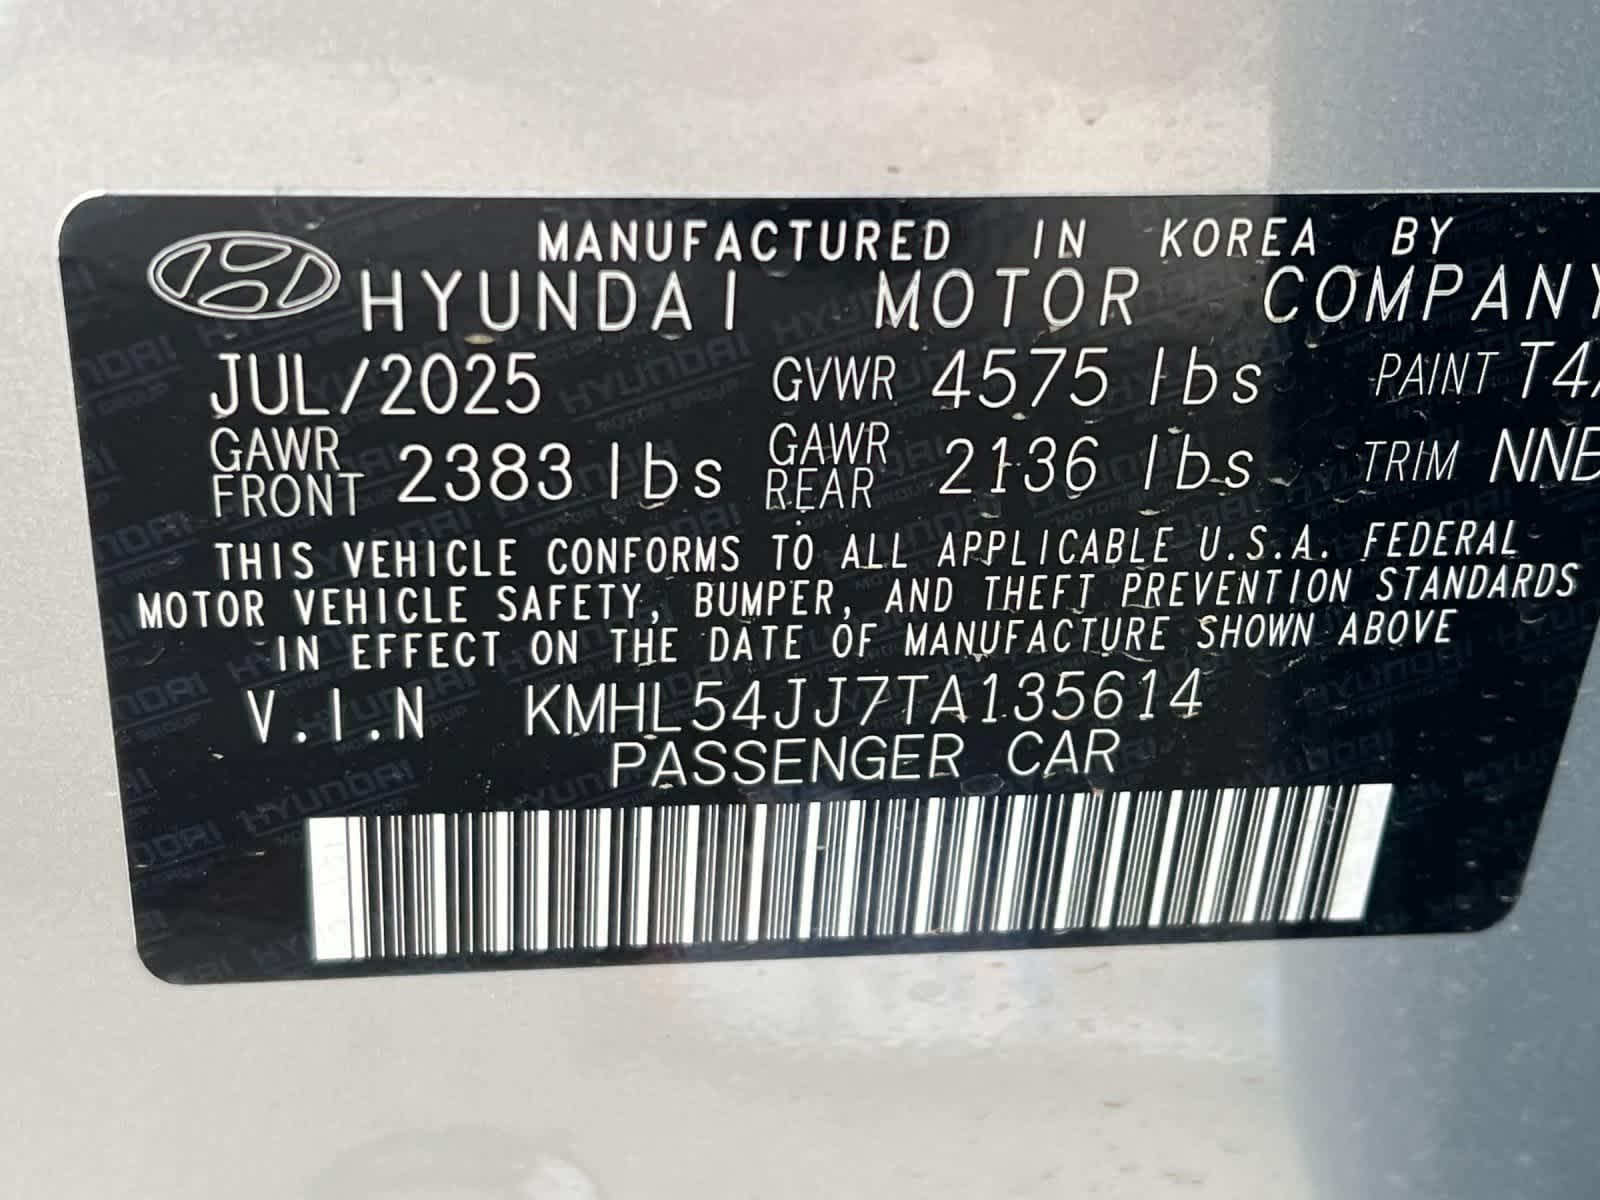 MANUFACTURED IN KOREA BY
HYUNDAI MOTOR COMPANY
JUL/2025 GVWR 4575 lbs PAINT T4
GAWR FRONT 2383 lbs GAWR REAR 2136 lbs TRIM NNB
THIS VEHICLE CONFORMS TO ALL APPLICABLE U.S.A. FEDERAL
MOTOR VEHICLE SAFETY, BUMPER, AND THEFT PREVENTION STANDARDS
IN EFFECT ON THE DATE OF MANUFACTURE SHOWN ABOVE
V.I.N KMHL54JJ7TA135614
PASSENGER CAR